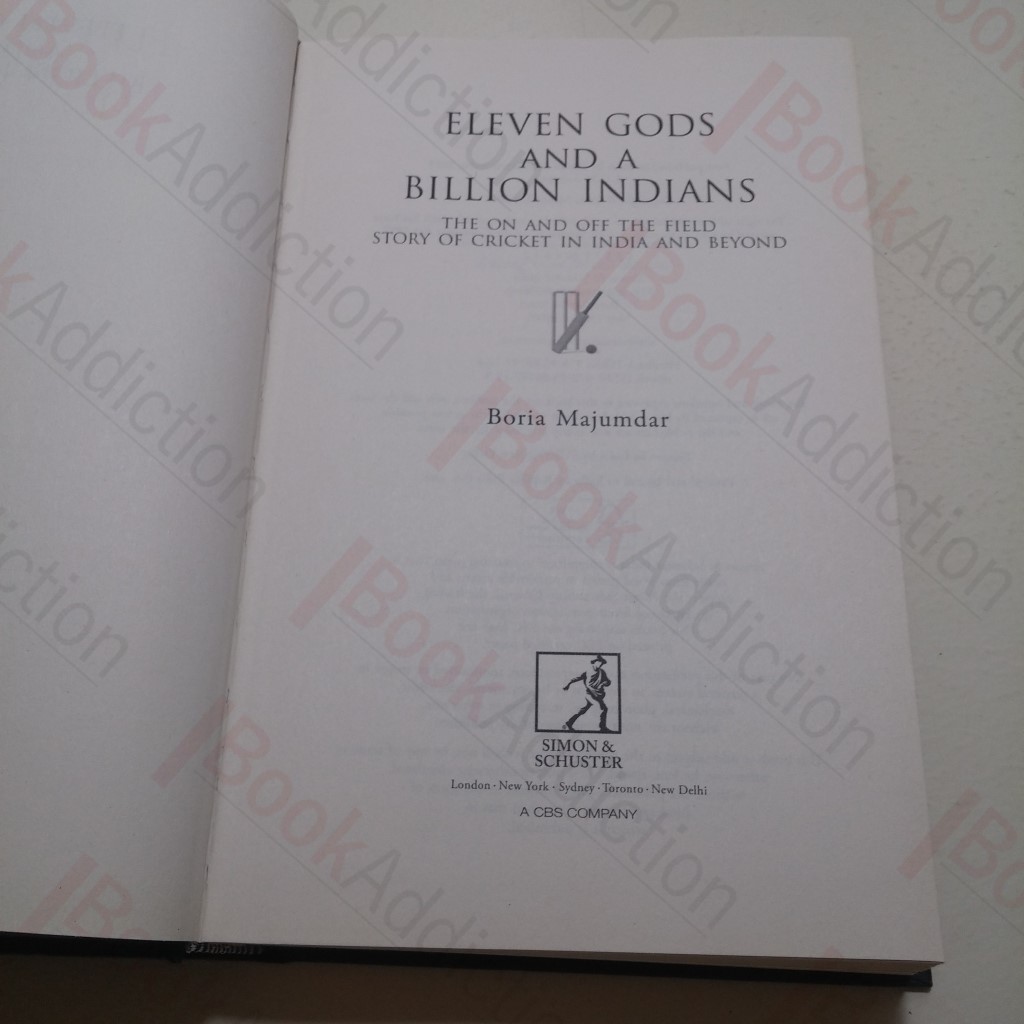 ELEVEN GODS
AND A
BILLION INDIANS
THE ON AND OFF THE FIELD
STORY OF CRICKET IN INDIA AND BEYOND
Boria Majumdar
SIMON &
SCHUSTER
London · New York · Sydney · Toronto · New Delhi
A CBS COMPANY
BookAddiction